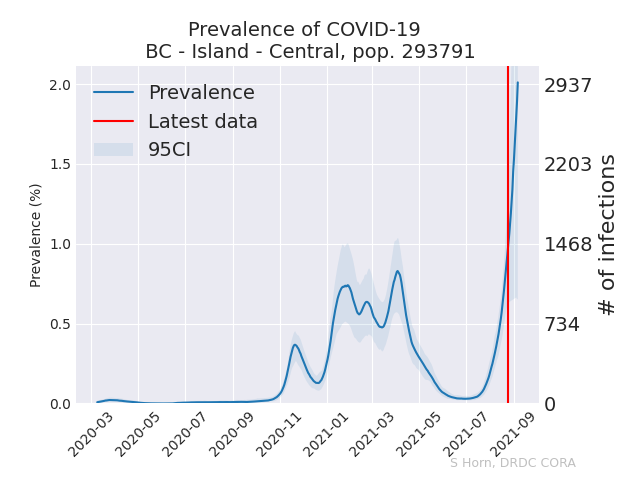 Prevalence of COVID-19
BC - Island - Central, pop. 293791
Prevalence
Latest data
95CI
Prevalence (%)
2.0
1.5
1.0
0.5
0.0
2937
2203
1468
734
0
# of infections
2020-03
2020-05
2020-07
2020-09
2020-11
2021-01
2021-03
2021-05
2021-07
2021-09
S Horn, DRDC CORA